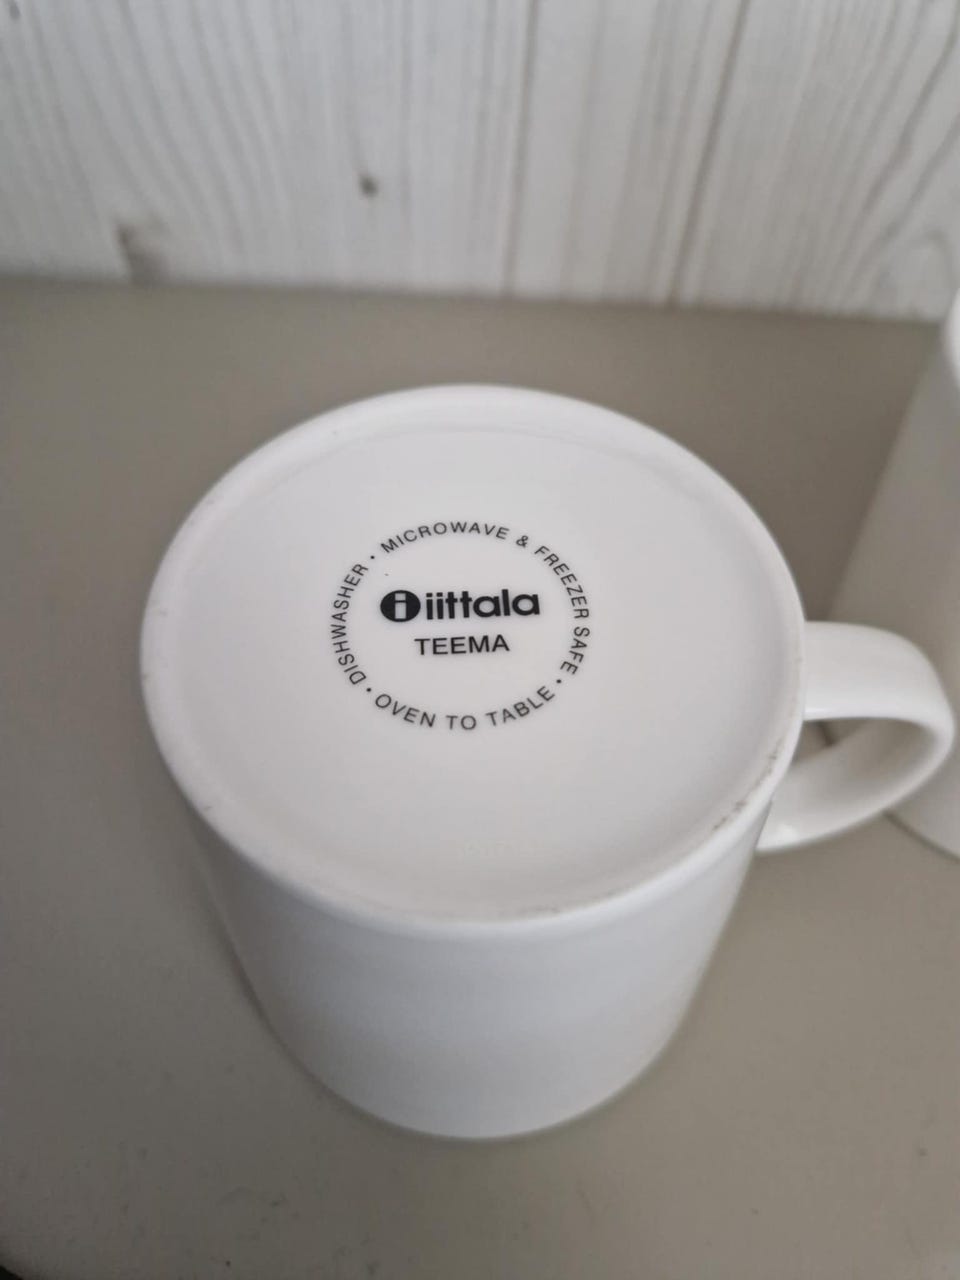 MICROWAVE & FREEZER SAFE • OVEN TO TABLE • DISHWASHER •
iittala
TEEMA